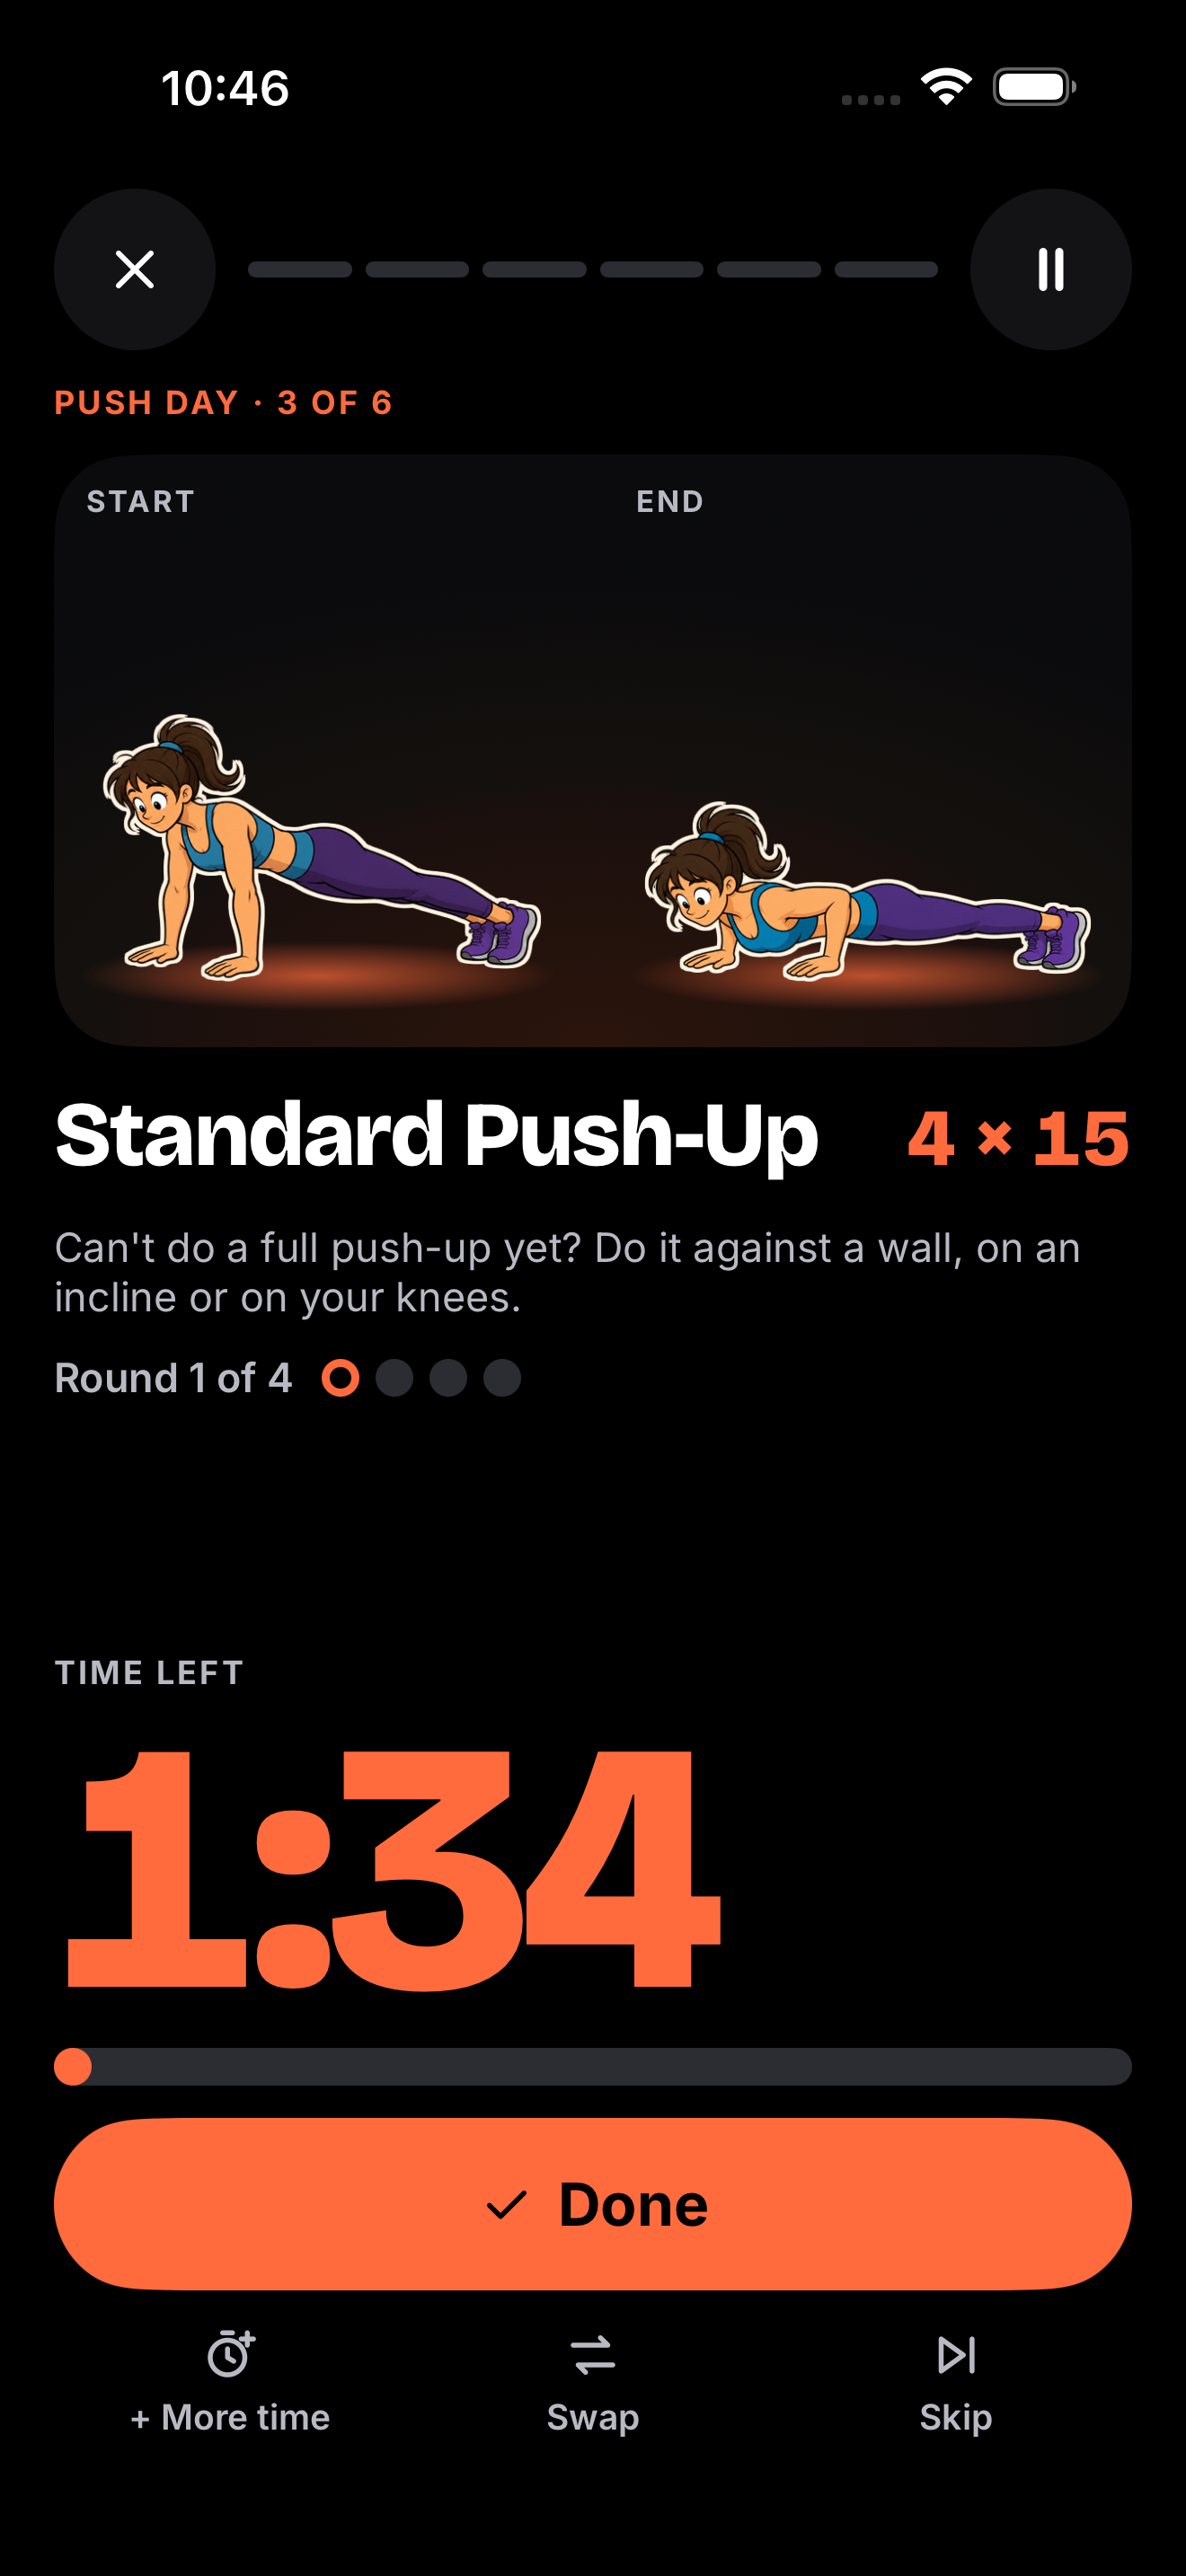 10:46
PUSH DAY · 3 OF 6
START
END
Standard Push-Up
4 × 15
Can't do a full push-up yet? Do it against a wall, on an
incline or on your knees.
Round 1 of 4
TIME LEFT
1:34
Done
+ More time
Swap
Skip